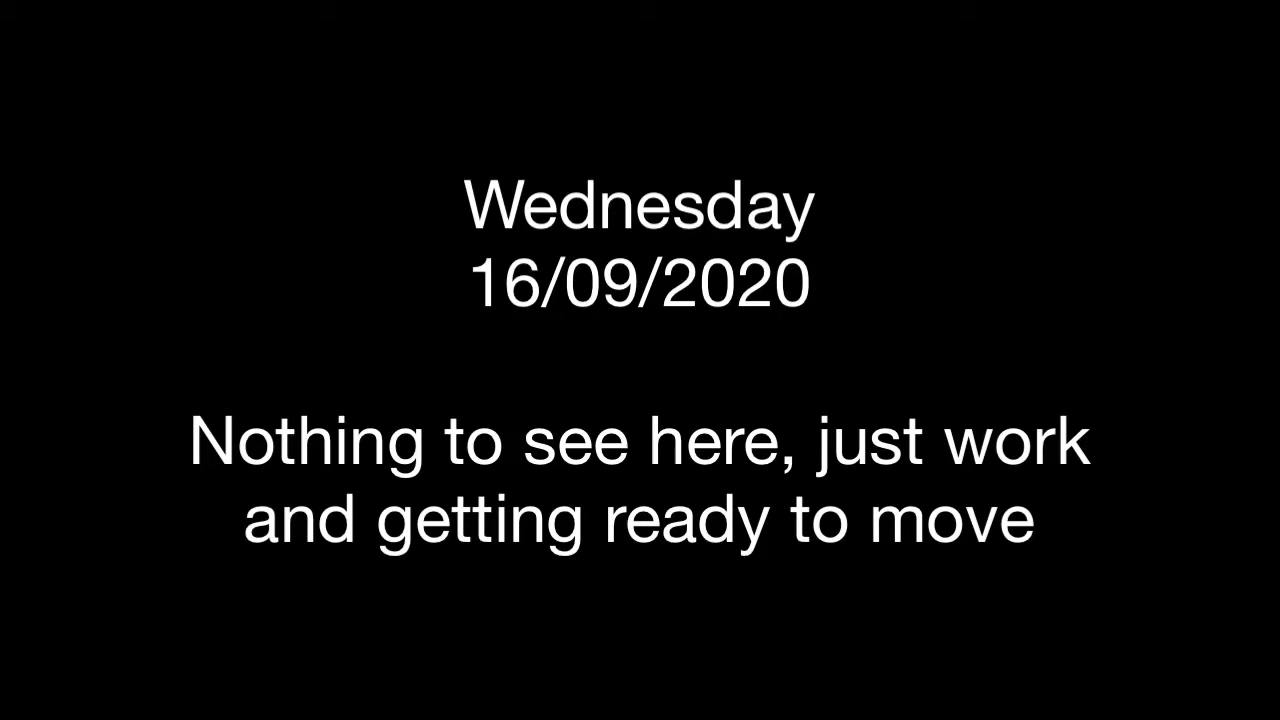 Wednesday
16/09/2020
Nothing to see here, just work
and getting ready to move